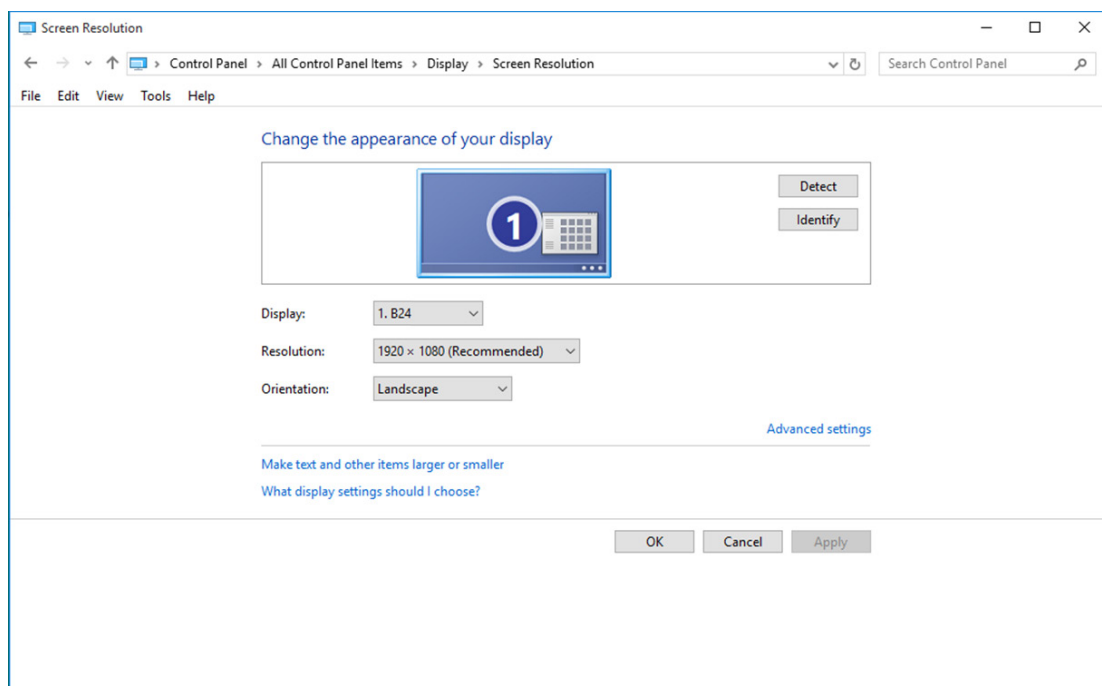 Screen Resolution
Control Panel > All Control Panel Items > Display > Screen Resolution
Search Control Panel
File Edit View Tools Help
Change the appearance of your display
1
Detect
Identify
Display: 1. B24
Resolution: 1920 × 1080 (Recommended)
Orientation: Landscape
Advanced settings
Make text and other items larger or smaller
What display settings should I choose?
OK Cancel Apply